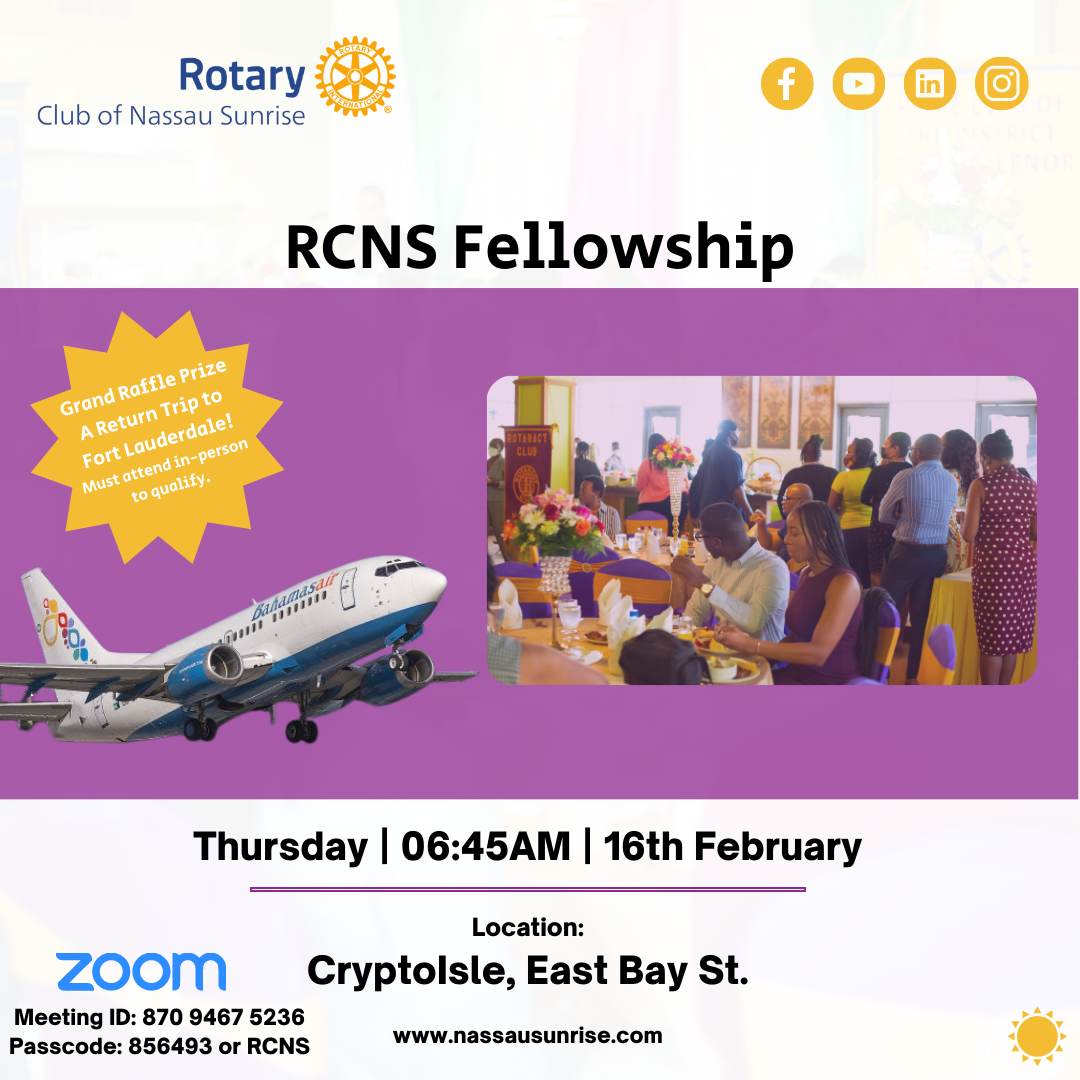 Rotary
Club of Nassau Sunrise
ROTARY
INTERNATIONAL
RCNS Fellowship
Grand Raffle Prize
A Return Trip to
Fort Lauderdale!
Must attend in-person
to qualify.
Bahamasair
ROTARACT
CLUB
Thursday | 06:45AM | 16th February
Location:
CryptoIsle, East Bay St.
zoom
Meeting ID: 870 9467 5236
Passcode: 856493 or RCNS
www.nassausunrise.com